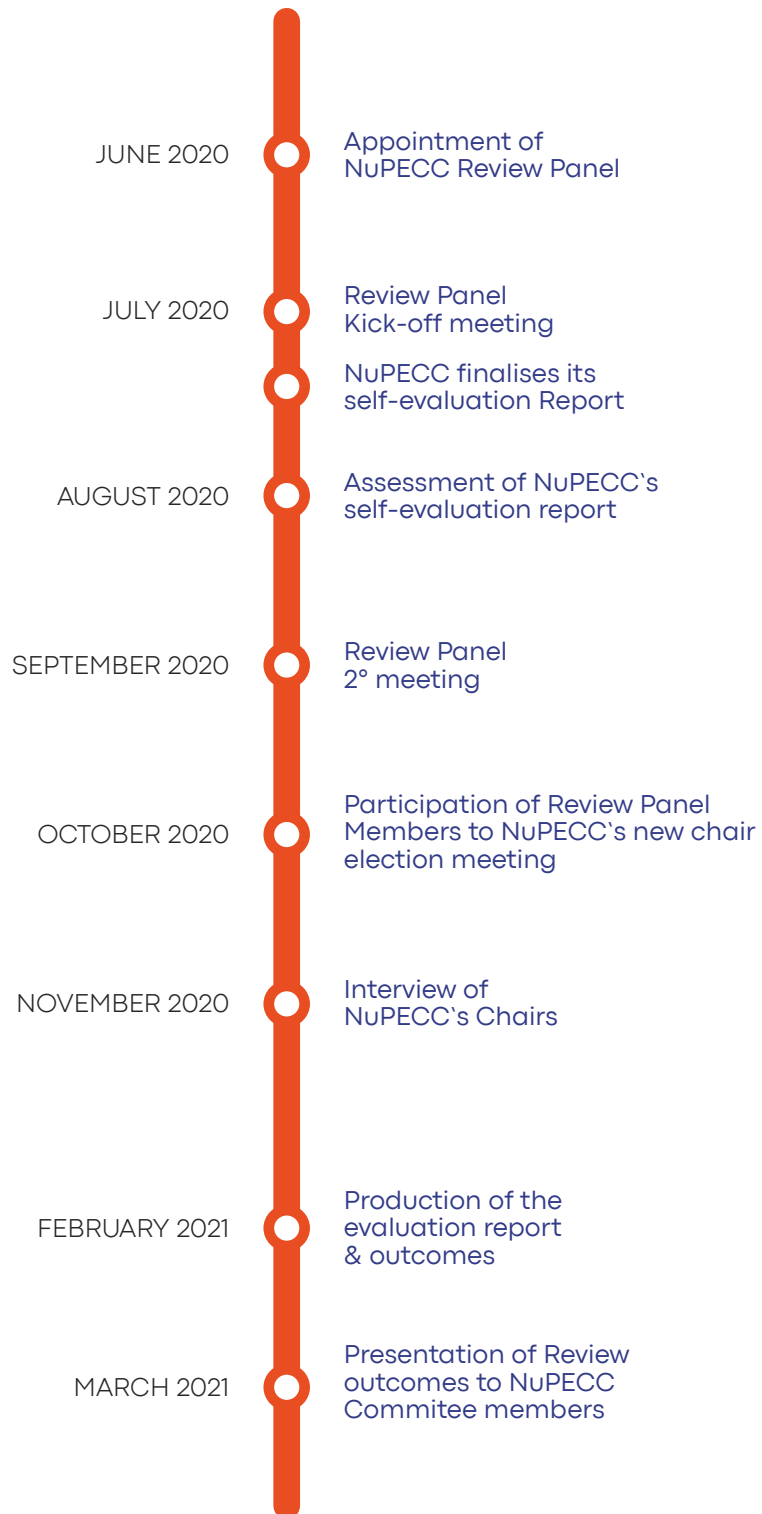 JUNE 2020
Appointment of
NuPECC Review Panel
JULY 2020
Review Panel
Kick-off meeting
NuPECC finalises its
self-evaluation Report
AUGUST 2020
Assessment of NuPECC`s
self-evaluation report
SEPTEMBER 2020
Review Panel
2° meeting
OCTOBER 2020
Participation of Review Panel
Members to NuPECC`s new chair
election meeting
NOVEMBER 2020
Interview of
NuPECC`s Chairs
FEBRUARY 2021
Production of the
evaluation report
& outcomes
MARCH 2021
Presentation of Review
outcomes to NuPECC
Commitee members